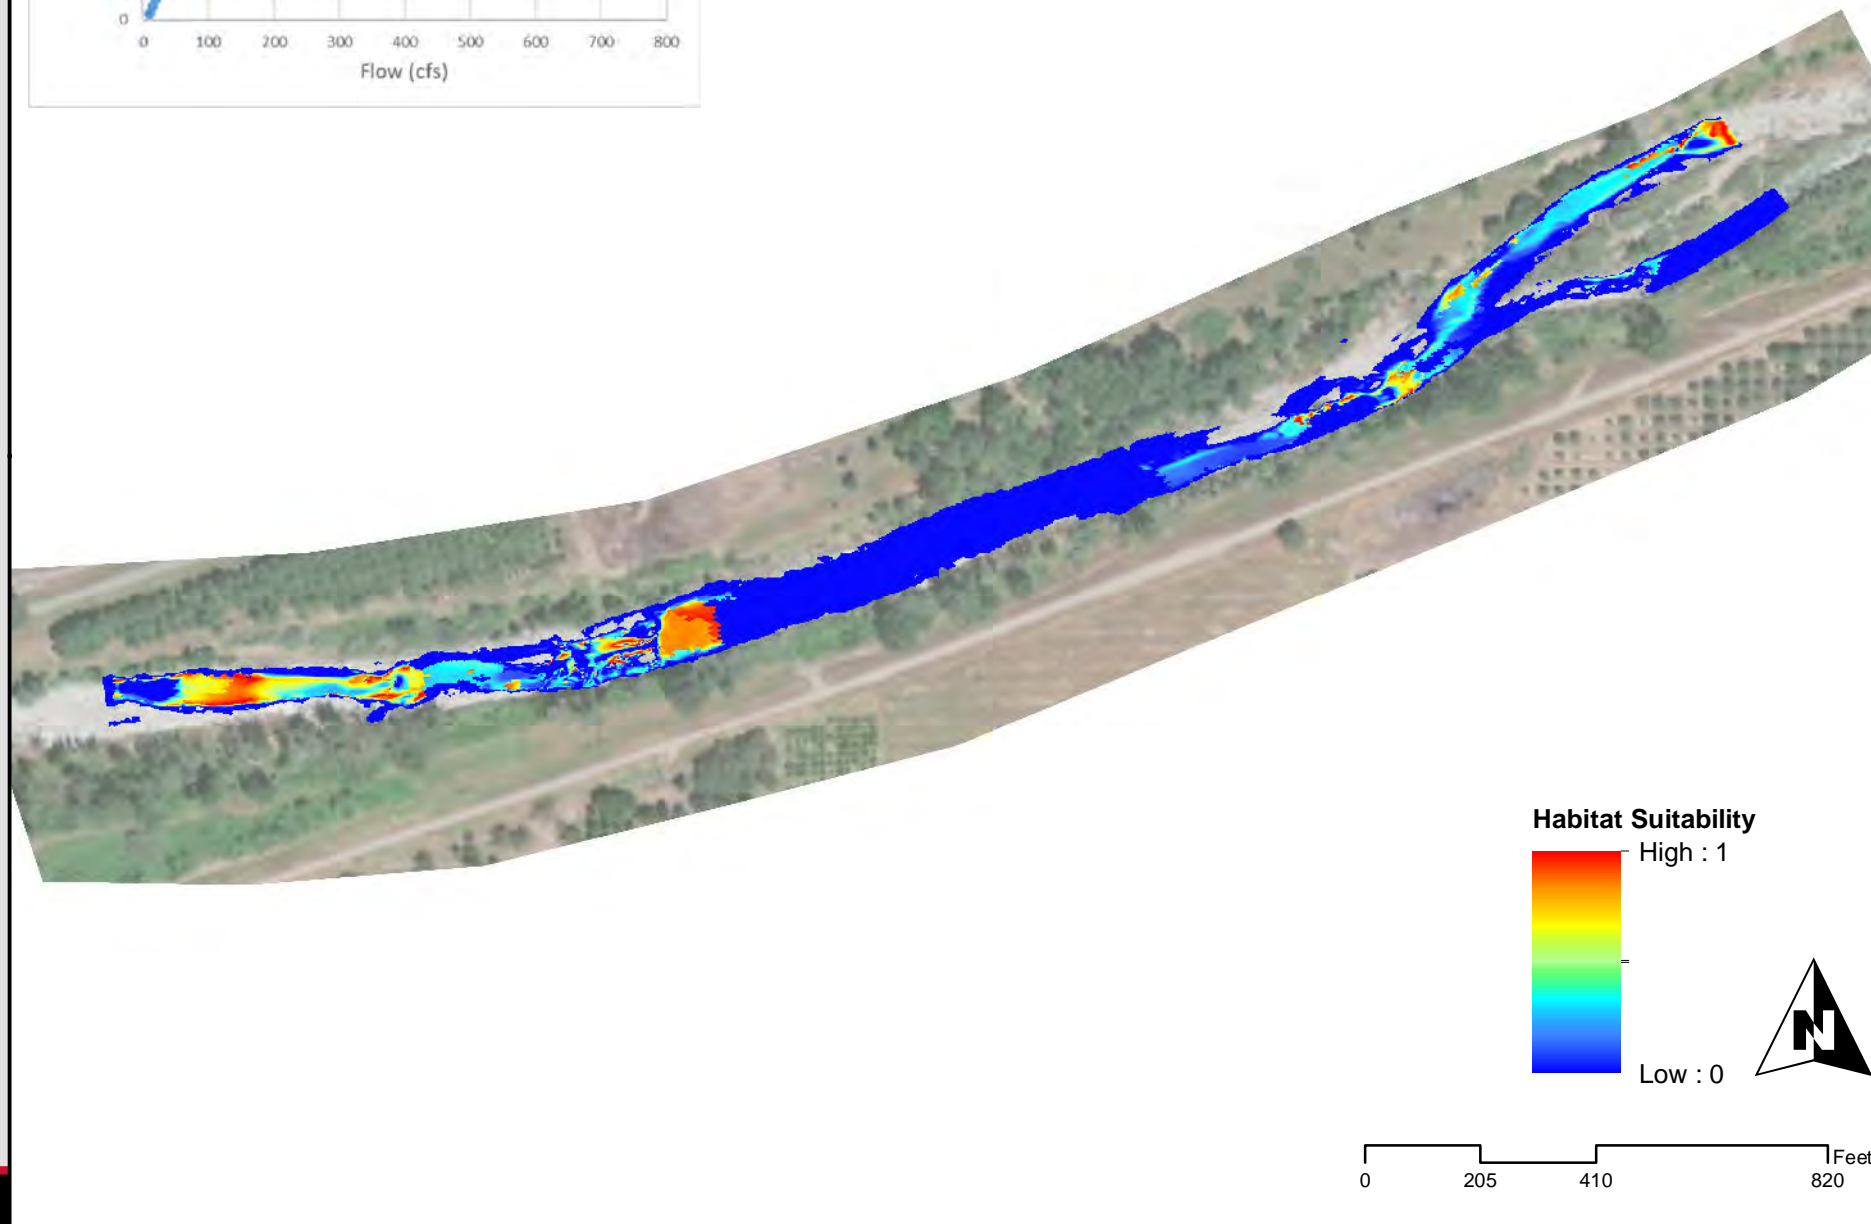 0
0 100 200 300 400 500 600 700 800
Flow (cfs)
Habitat Suitability
High : 1
Low : 0
N
Feet
0 205 410 820